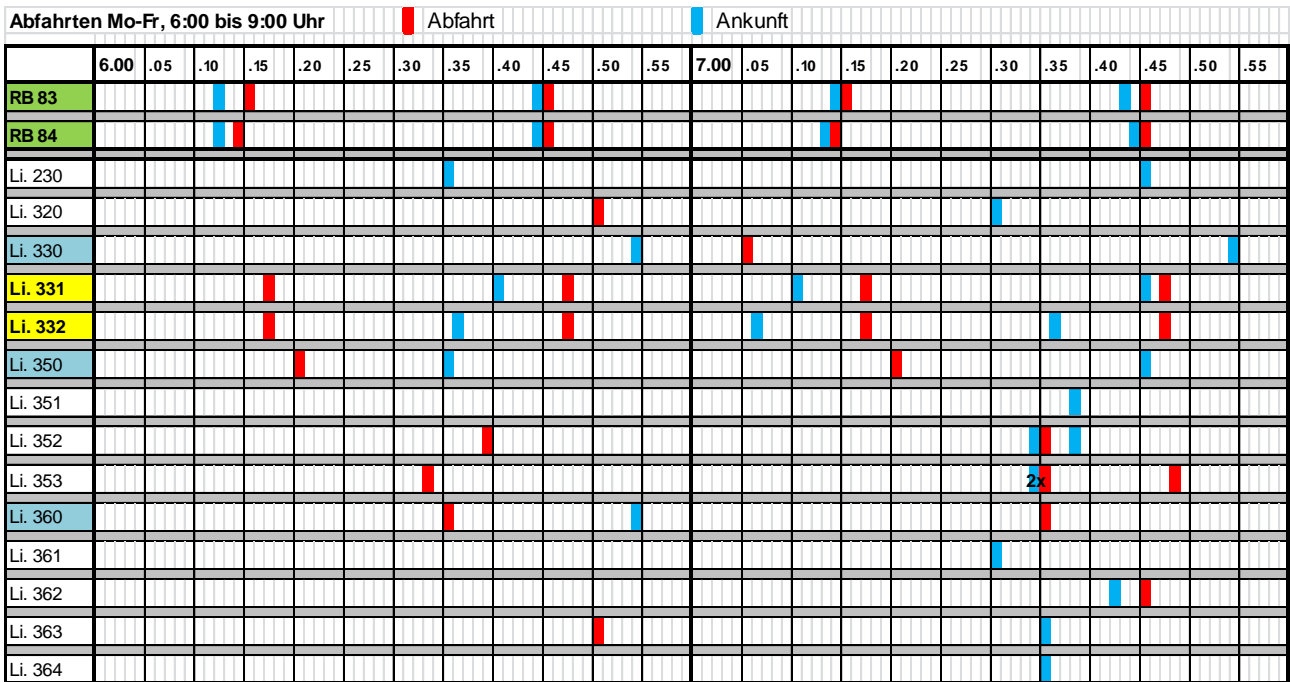 Abfahrten Mo-Fr, 6:00 bis 9:00 Uhr Abfahrt Ankunft
6.00 .05 .10 .15 .20 .25 .30 .35 .40 .45 .50 .55 7.00 .05 .10 .15 .20 .25 .30 .35 .40 .45 .50 .55
RB 83
RB 84
Li. 230
Li. 320
Li. 330
Li. 331
Li. 332
Li. 350
Li. 351
Li. 352
Li. 353 2x
Li. 360
Li. 361
Li. 362
Li. 363
Li. 364